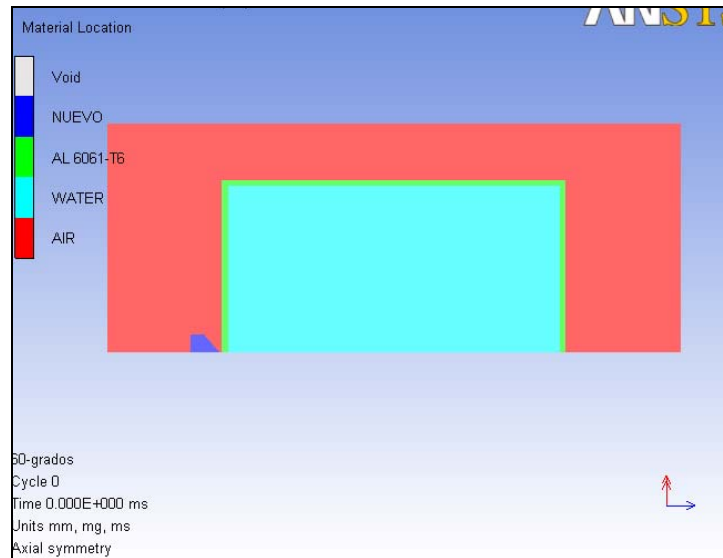 ANSYS
Material Location
Void
NUEVO
AL 6061-T6
WATER
AIR
60-grados
Cycle 0
Time 0.000E+000 ms
Units mm, mg, ms
Axial symmetry